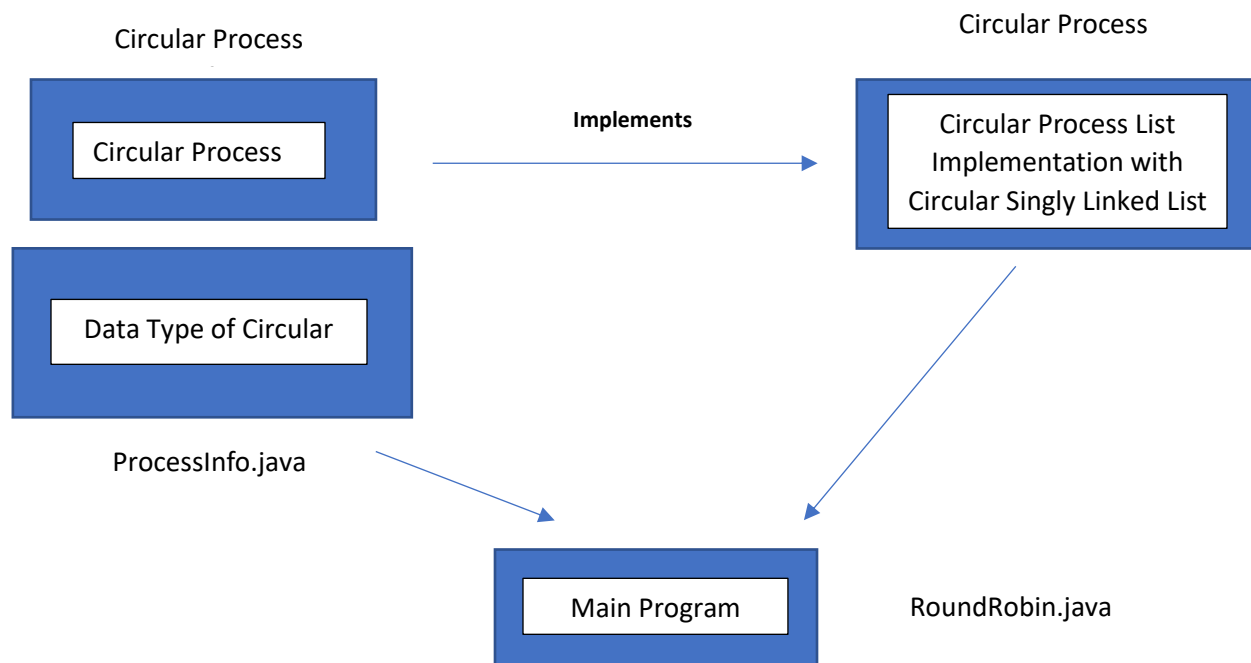 Circular Process
Circular Process
Circular Process
Implements
Circular Process List
Implementation with
Circular Singly Linked List
Data Type of Circular
ProcessInfo.java
Main Program
RoundRobin.java